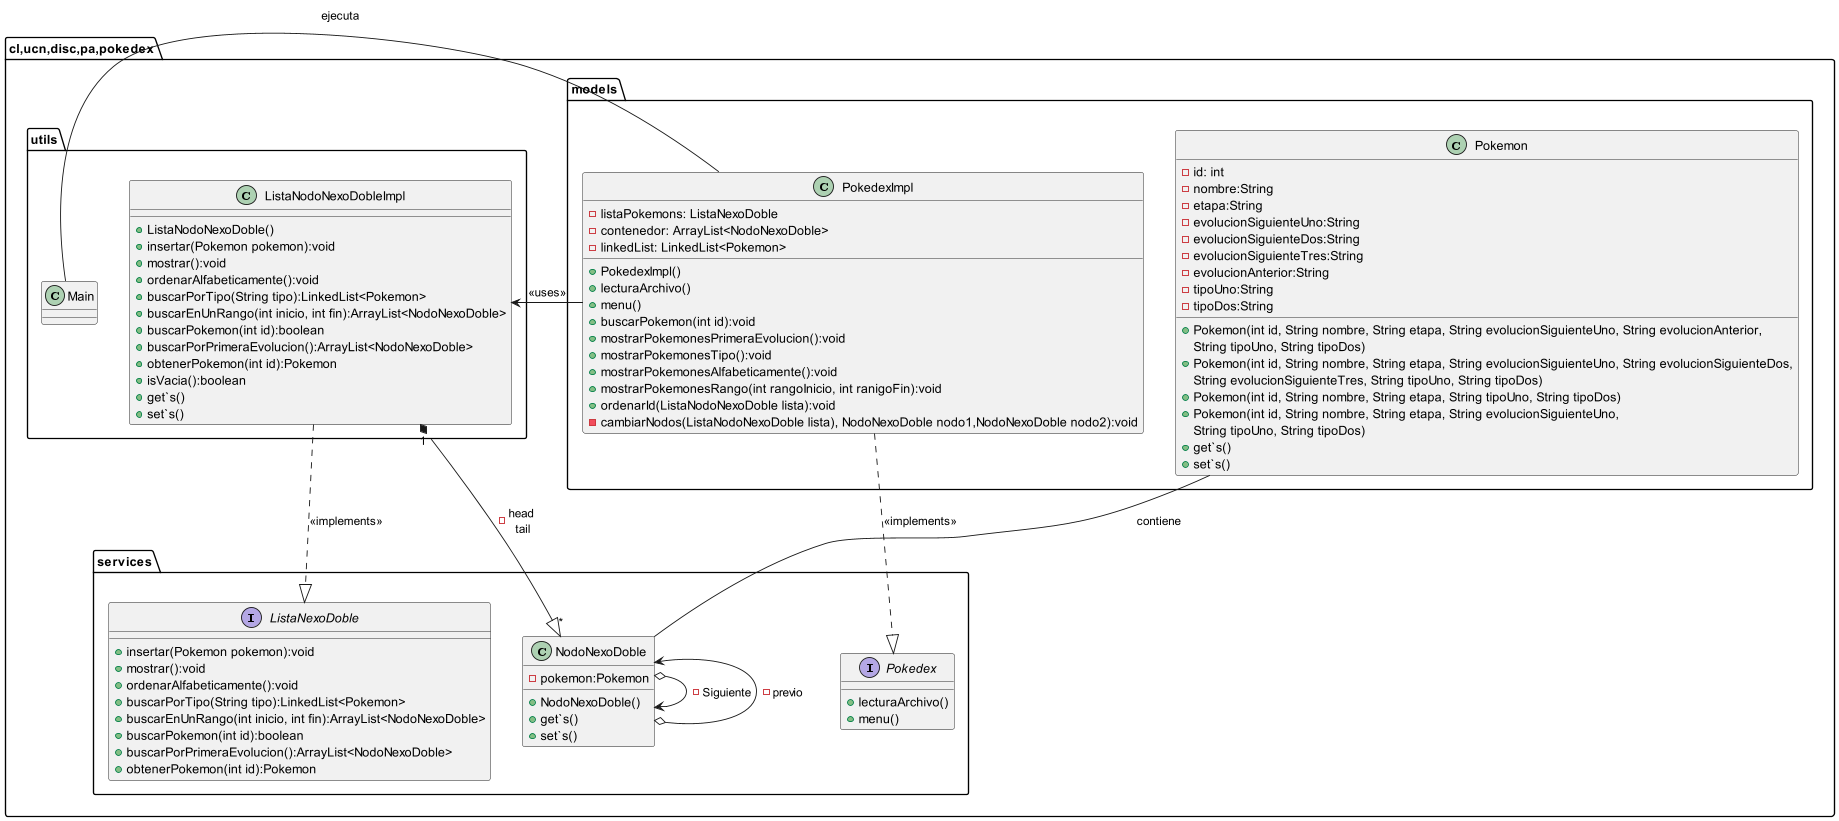 ejecuta
cl,ucn,disc,pa,pokedex
models
utils
C Pokemon
id: int
nombre:String
etapa:String
evolucionSiguienteUno:String
evolucionSiguienteDos:String
evolucionSiguienteTres:String
evolucionAnterior:String
tipoUno:String
tipoDos:String
Pokemon(int id, String nombre, String etapa, String evolucionSiguienteUno, String evolucionAnterior,
String tipoUno, String tipoDos)
Pokemon(int id, String nombre, String etapa, String evolucionSiguienteUno, String evolucionSiguienteDos,
String evolucionSiguienteTres, String tipoUno, String tipoDos)
Pokemon(int id, String nombre, String etapa, String tipoUno, String tipoDos)
Pokemon(int id, String nombre, String etapa, String evolucionSiguienteUno,
String tipoUno, String tipoDos)
get`s()
set`s()
C PokedexImpl
listaPokemons: ListaNexoDoble
contenedor: ArrayList<NodoNexoDoble>
linkedList: LinkedList<Pokemon>
PokedexImpl()
lecturaArchivo()
menu()
buscarPokemon(int id):void
mostrarPokemonesPrimeraEvolucion():void
mostrarPokemonesTipo():void
mostrarPokemonesAlfabeticamente():void
mostrarPokemonesRango(int rangoInicio, int ranigoFin):void
ordenarId(ListaNodoNexoDoble lista):void
cambiarNodos(ListaNodoNexoDoble lista), NodoNexoDoble nodo1,NodoNexoDoble nodo2):void
C ListaNodoNexoDobleImpl
ListaNodoNexoDoble()
insertar(Pokemon pokemon):void
mostrar():void
ordenarAlfabeticamente():void
buscarPorTipo(String tipo):LinkedList<Pokemon>
buscarEnUnRango(int inicio, int fin):ArrayList<NodoNexoDoble>
buscarPokemon(int id):boolean
buscarPorPrimeraEvolucion():ArrayList<NodoNexoDoble>
obtenerPokemon(int id):Pokemon
isVacia():boolean
get`s()
set`s()
C Main
«uses»
1
«implements»
head
tail
«implements»
contiene
services
*
I ListaNexoDoble
insertar(Pokemon pokemon):void
mostrar():void
ordenarAlfabeticamente():void
buscarPorTipo(String tipo):LinkedList<Pokemon>
buscarEnUnRango(int inicio, int fin):ArrayList<NodoNexoDoble>
buscarPokemon(int id):boolean
buscarPorPrimeraEvolucion():ArrayList<NodoNexoDoble>
obtenerPokemon(int id):Pokemon
C NodoNexoDoble
pokemon:Pokemon
NodoNexoDoble()
get`s()
set`s()
Siguiente
previo
I Pokedex
lecturaArchivo()
menu()